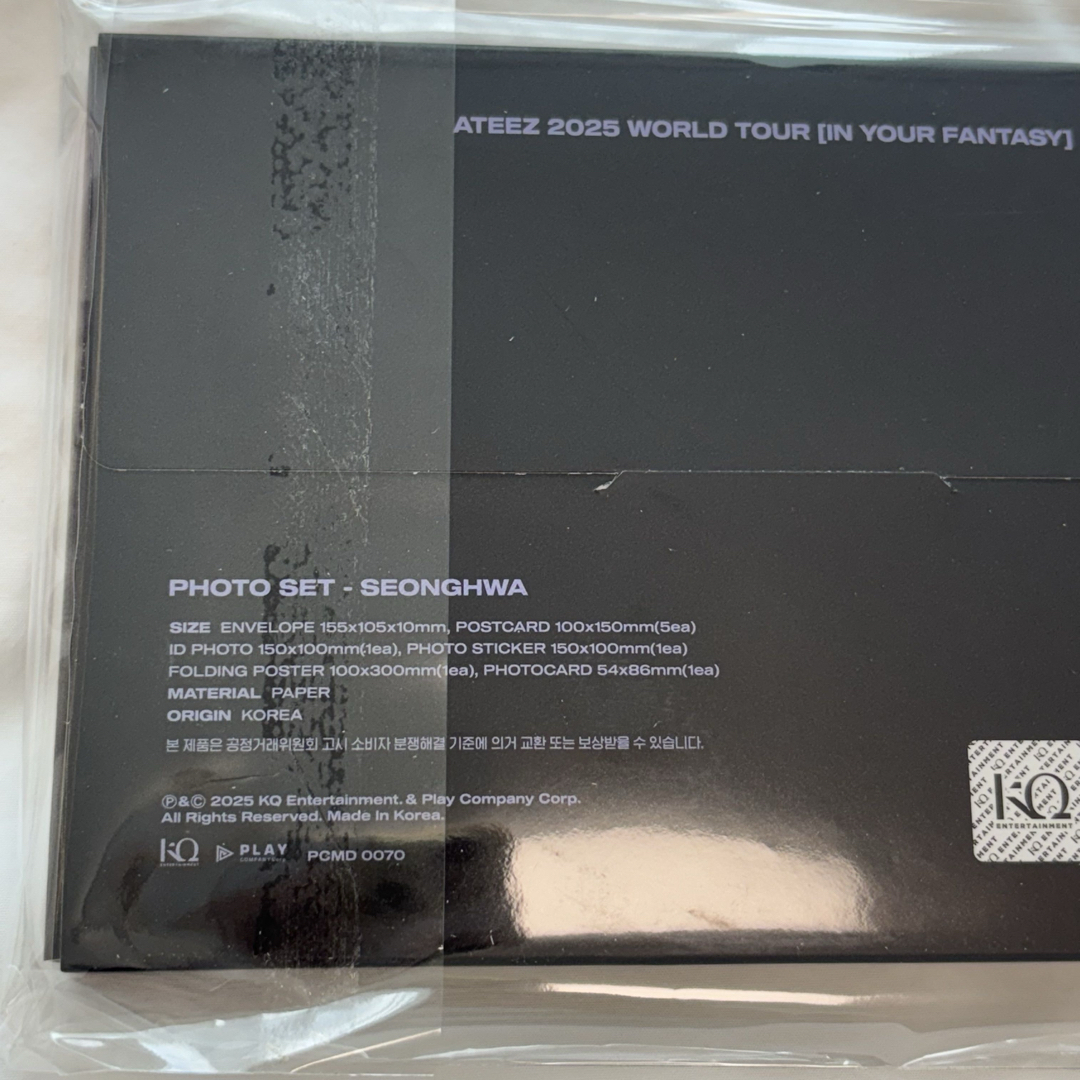 ATEEZ 2025 WORLD TOUR [IN YOUR FANTASY]
PHOTO SET - SEONGHWA
SIZE ENVELOPE 155x105x10mm, POSTCARD 100x150mm(5ea)
ID PHOTO 150x100mm(1ea), PHOTO STICKER 150x100mm(1ea)
FOLDING POSTER 100x300mm(1ea), PHOTOCARD 54x86mm(1ea)
MATERIAL PAPER
ORIGIN KOREA
본 제품은 공정거래위원회 고시 소비자 분쟁해결 기준에 의거 교환 또는 보상받을 수 있습니다.
Ⓟ&Ⓒ 2025 KQ Entertainment. & Play Company Corp.
All Rights Reserved. Made In Korea.
KQ ENTERTAINMENT PLAY COMPANY PCMD 0070
KQ
ENTERTAINMENT